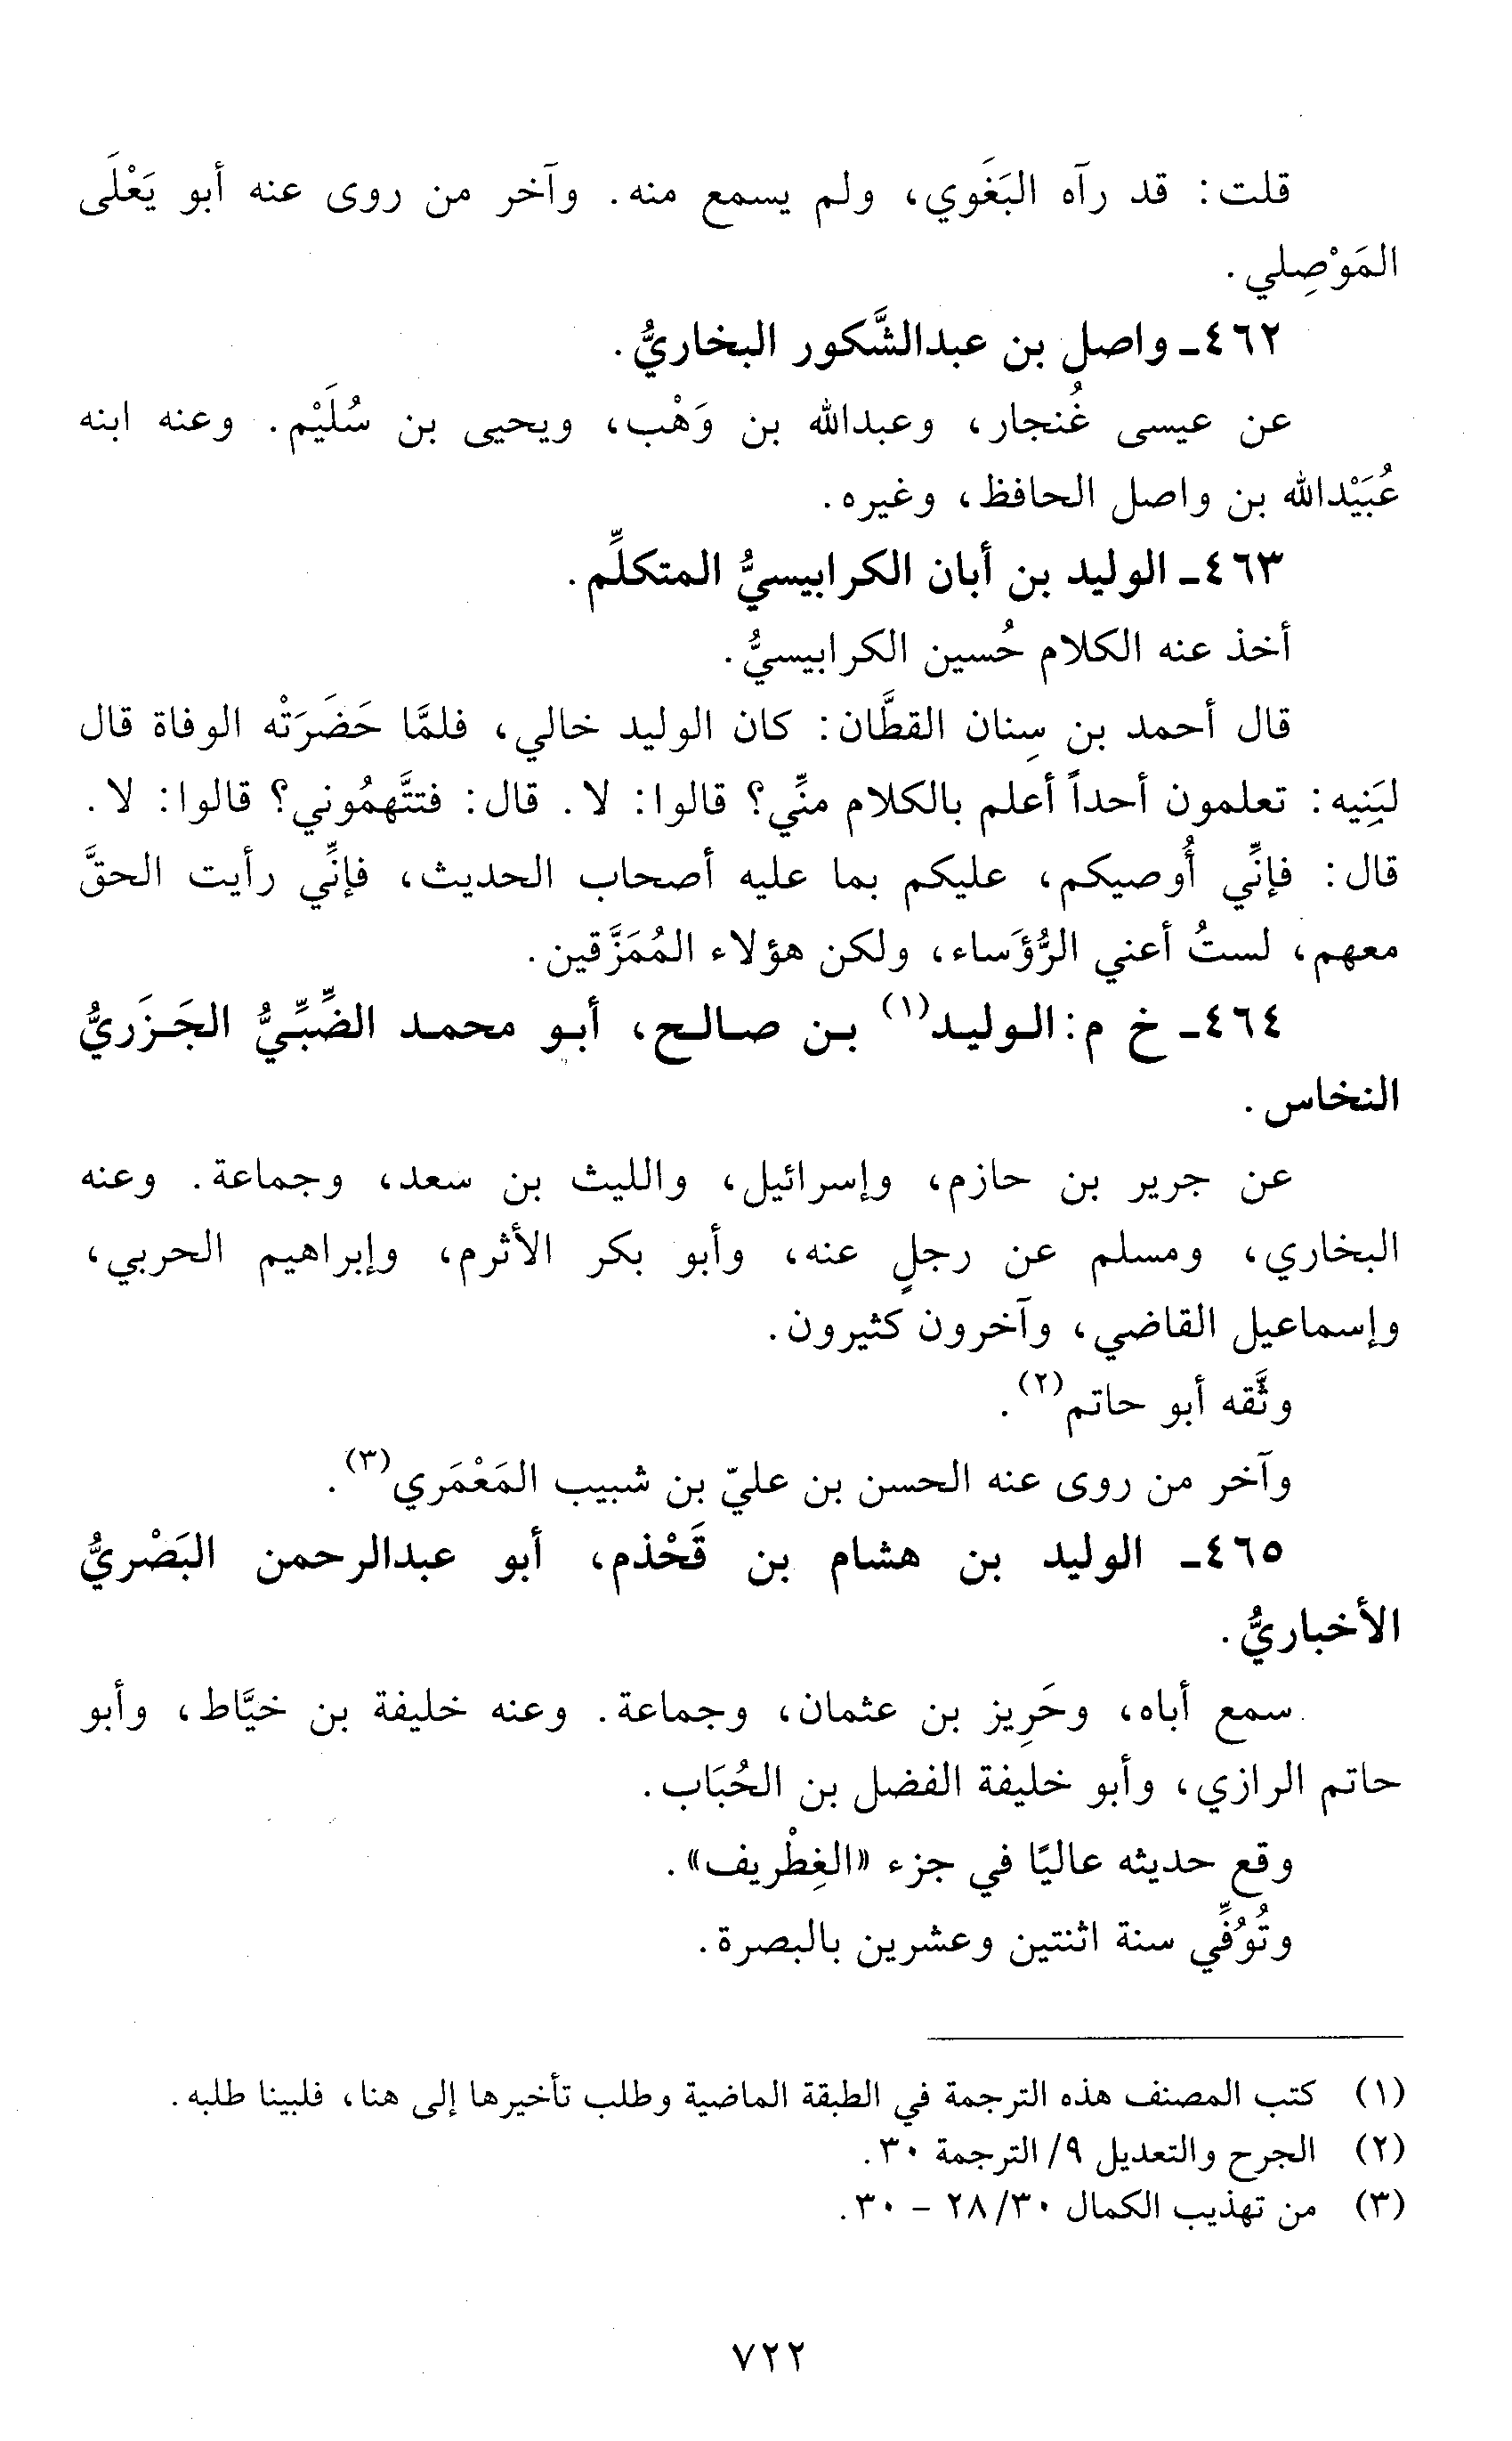 قلت: قد رآه البَغَوي، ولم يسمع منه. وآخر من روى عنه أبو يَعْلَى
المَوْصِلي.
٤٦٢ـ واصل بن عبدالشَّكور البخاريُّ.
عن عيسى غُنجار، وعبدالله بن وَهْب، ويحيى بن سُلَيْم. وعنه ابنه
عُبَيْدالله بن واصل الحافظ، وغيره.
٤٦٣ـ الوليد بن أبان الكرابيسيُّ المتكلِّم.
أخذ عنه الكلام حُسين الكرابيسيُّ.
قال أحمد بن سِنان القطَّان: كان الوليد خالي، فلمَّا حَضَرَتْه الوفاة قال
لبَنِيه: تعلمون أحداً أعلم بالكلام منِّي؟ قالوا: لا. قال: فتتَّهمُوني؟ قالوا: لا.
قال: فإنِّي أُوصيكم، عليكم بما عليه أصحاب الحديث، فإنِّي رأيت الحقَّ
معهم، لستُ أعني الرُّؤَساء، ولكن هؤلاء المُمَزَّقين.
٤٦٤ـ خ م: الوليد(١) بن صالح، أبو محمد الضِّبِّيُّ الجَزَريُّ
النخاس.
عن جرير بن حازم، وإسرائيل، والليث بن سعد، وجماعة. وعنه
البخاري، ومسلم عن رجلٍ عنه، وأبو بكر الأثرم، وإبراهيم الحربي،
وإسماعيل القاضي، وآخرون كثيرون.
وثَّقه أبو حاتم(٢).
وآخر من روى عنه الحسن بن عليّ بن شبيب المَعْمَري(٣).
٤٦٥ـ الوليد بن هشام بن قَحْذم، أبو عبدالرحمن البَصْريُّ
الأخباريُّ.
سمع أباه، وحَرِيز بن عثمان، وجماعة. وعنه خليفة بن خيَّاط، وأبو
حاتم الرازي، وأبو خليفة الفضل بن الحُبَاب.
وقع حديثه عاليًا في جزء «الغِطْريف».
وتُوُفِّي سنة اثنتين وعشرين بالبصرة.
(١) كتب المصنف هذه الترجمة في الطبقة الماضية وطلب تأخيرها إلى هنا، فلبينا طلبه.
(٢) الجرح والتعديل ٩/ الترجمة ٣٠.
(٣) من تهذيب الكمال ٣٠/ ٢٨ - ٣٠.
٧٢٢